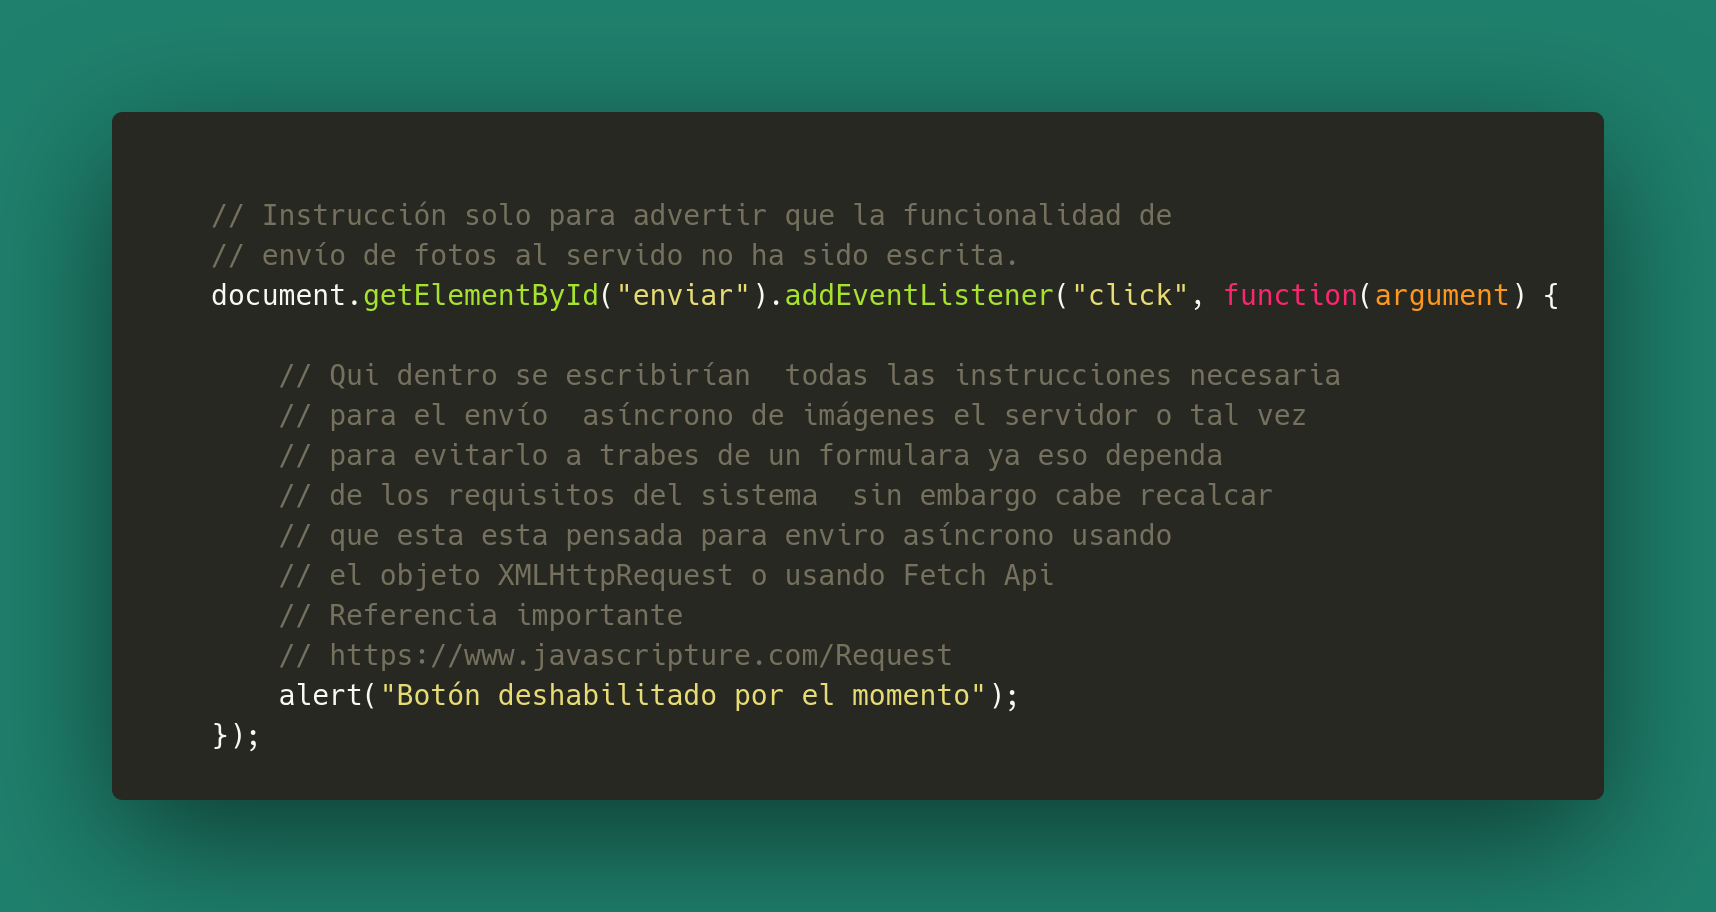 // Instrucción solo para advertir que la funcionalidad de
// envío de fotos al servido no ha sido escrita.
document.getElementById("enviar").addEventListener("click", function(argument) {
// Qui dentro se escribirían  todas las instrucciones necesaria
// para el envío  asíncrono de imágenes el servidor o tal vez
// para evitarlo a trabes de un formulara ya eso dependa
// de los requisitos del sistema  sin embargo cabe recalcar
// que esta esta pensada para enviro asíncrono usando
// el objeto XMLHttpRequest o usando Fetch Api
// Referencia importante
// https://www.javascripture.com/Request
alert("Botón deshabilitado por el momento");
});